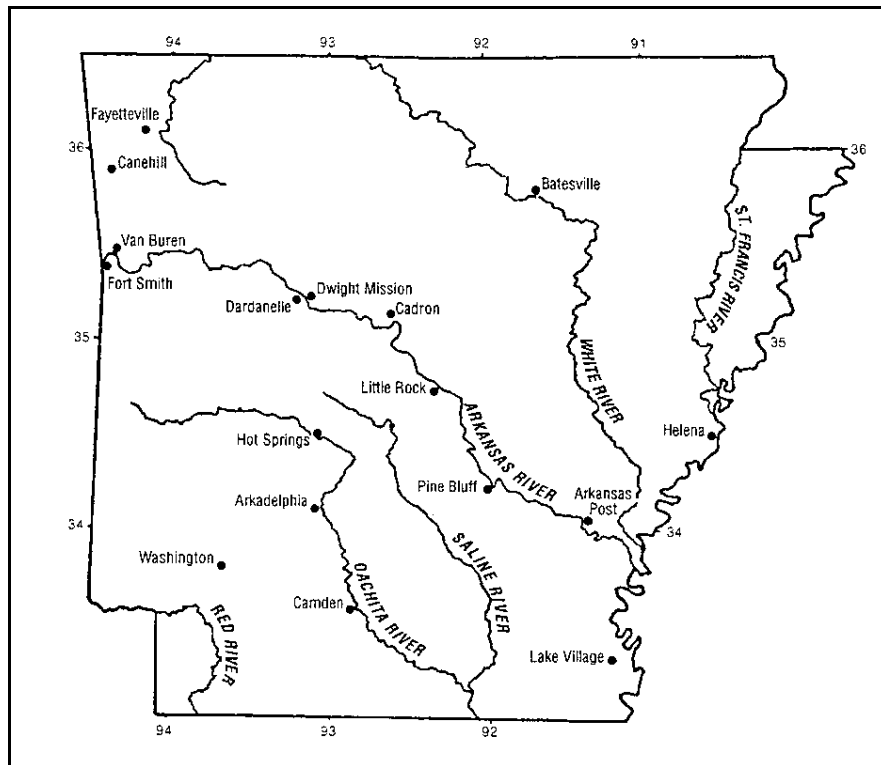 94
93
92
91
Fayetteville
36
36
Canehill
Batesville
ST. FRANCIS RIVER
Van Buren
Fort Smith
Dwight Mission
Dardanelle
Cadron
35
35
WHITE RIVER
Little Rock
ARKANSAS RIVER
Helena
Hot Springs
Pine Bluff
Arkansas
Post
Arkadelphia
34
34
SALINE RIVER
Washington
OACHITA RIVER
Camden
RED RIVER
Lake Village
94
93
92